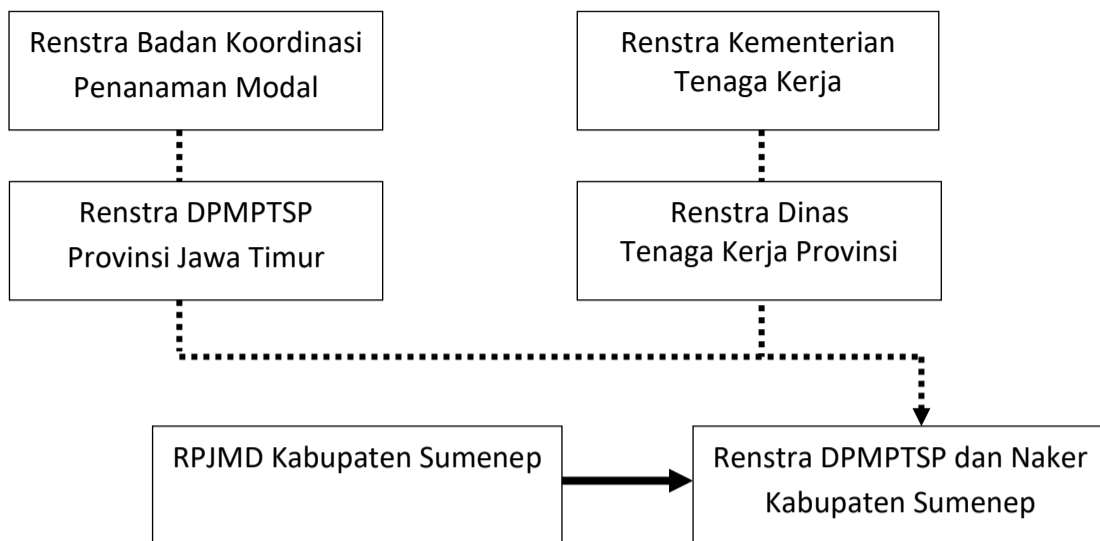 Renstra Badan Koordinasi
Penanaman Modal
Renstra Kementerian
Tenaga Kerja
Renstra DPMPTSP
Provinsi Jawa Timur
Renstra Dinas
Tenaga Kerja Provinsi
RPJMD Kabupaten Sumenep
Renstra DPMPTSP dan Naker
Kabupaten Sumenep